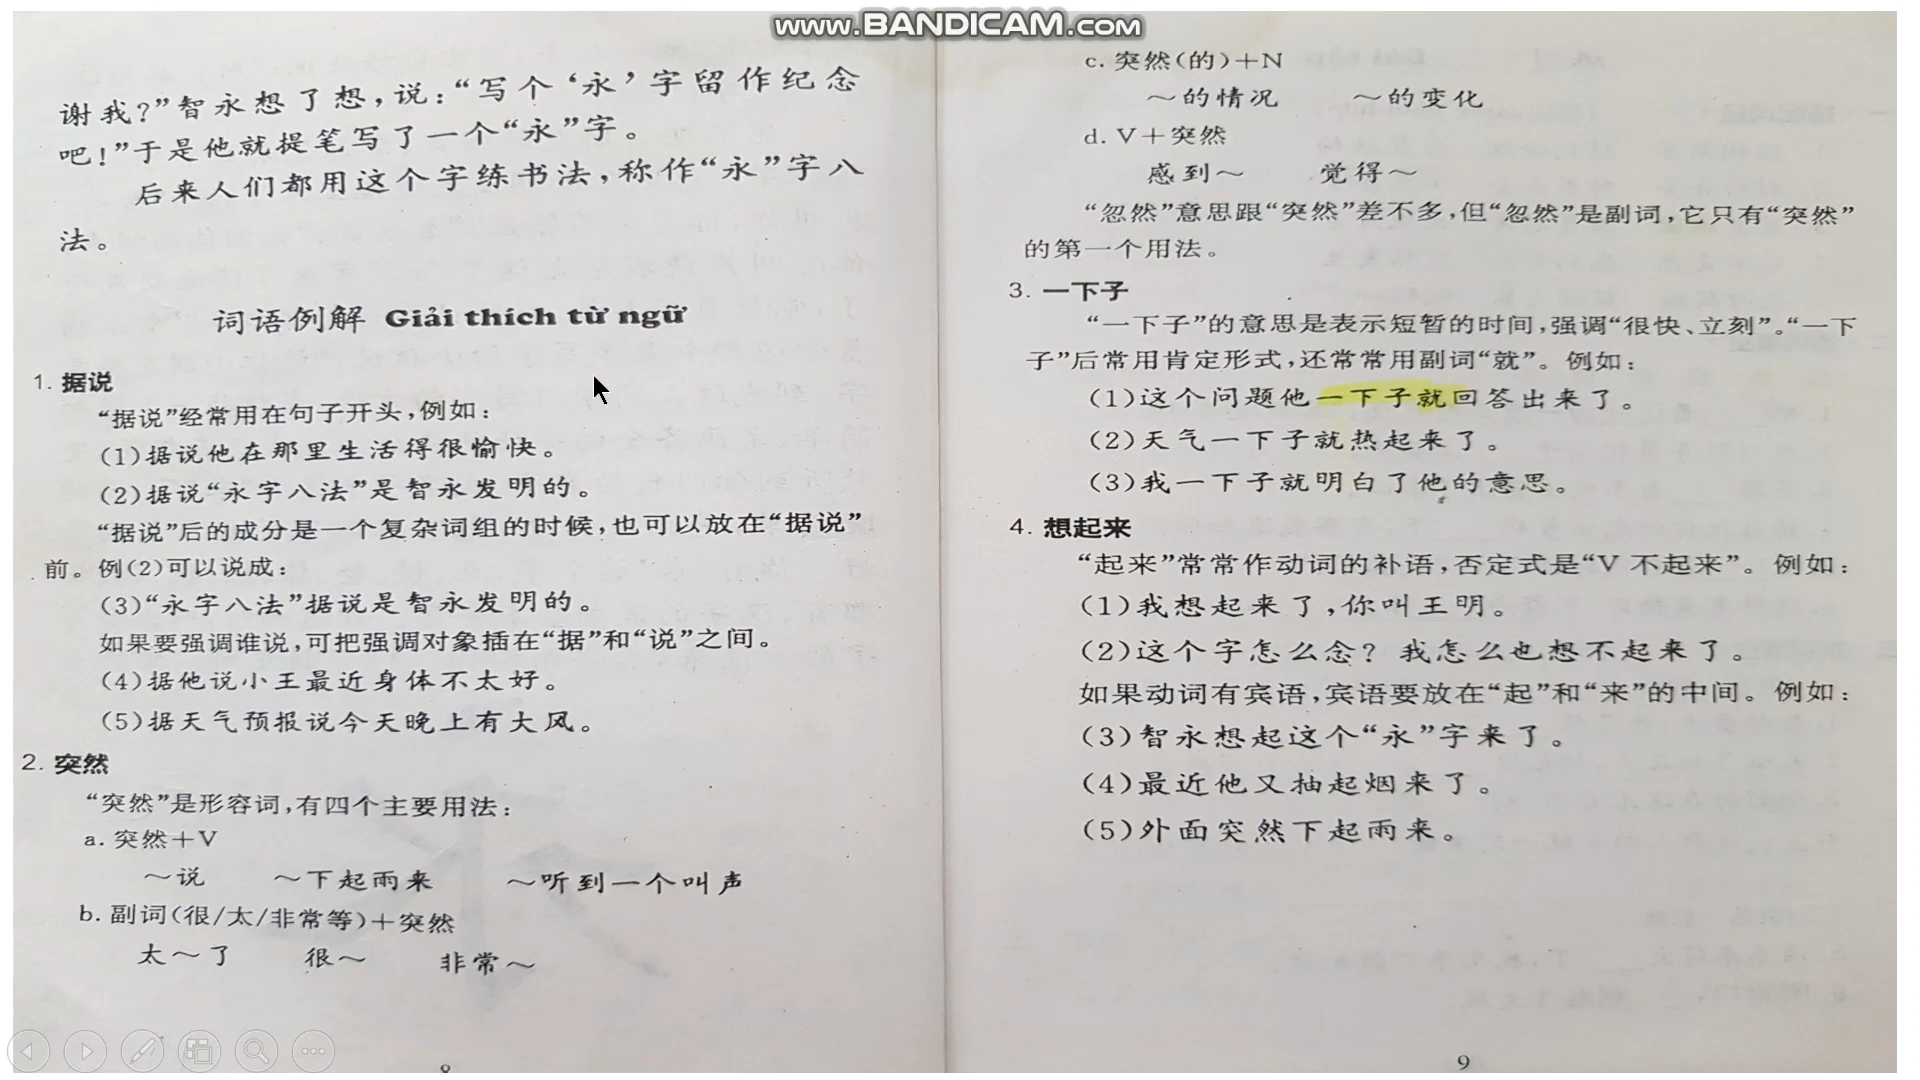 www.BANDICAM.com
谢我?”智永想了想,说:“写个‘永’字留作纪念
吧!”于是他就提笔写了一个“永”字。
后来人们都用这个字练书法,称作“永”字八
法。
词语例解 Giải thích từ ngữ
1. 据说
“据说”经常用在句子开头,例如:
(1)据说他在那里生活得很愉快。
(2)据说“永字八法”是智永发明的。
“据说”后的成分是一个复杂词组的时候,也可以放在“据说”
前。例(2)可以说成:
(3)“永字八法”据说是智永发明的。
如果要强调谁说,可把强调对象插在“据”和“说”之间。
(4)据他说小王最近身体不太好。
(5)据天气预报说今天晚上有大风。
2. 突然
“突然”是形容词,有四个主要用法:
a. 突然+V
～说 ～下起雨来 ～听到一个叫声
b. 副词(很/太/非常等)+突然
太～了 很～ 非常～
8
c. 突然(的)+N
～的情况 ～的变化
d. V+突然
感到～ 觉得～
“忽然”意思跟“突然”差不多,但“忽然”是副词,它只有“突然”
的第一个用法。
3. 一下子
“一下子”的意思是表示短暂的时间,强调“很快、立刻”。“一下
子”后常用肯定形式,还常常用副词“就”。例如:
(1)这个问题他一下子就回答出来了。
(2)天气一下子就热起来了。
(3)我一下子就明白了他的意思。
4. 想起来
“起来”常常作动词的补语,否定式是“V 不起来”。例如:
(1)我想起来了,你叫王明。
(2)这个字怎么念?我怎么也想不起来了。
如果动词有宾语,宾语要放在“起”和“来”的中间。例如:
(3)智永想起这个“永”字来了。
(4)最近他又抽起烟来了。
(5)外面突然下起雨来。
9